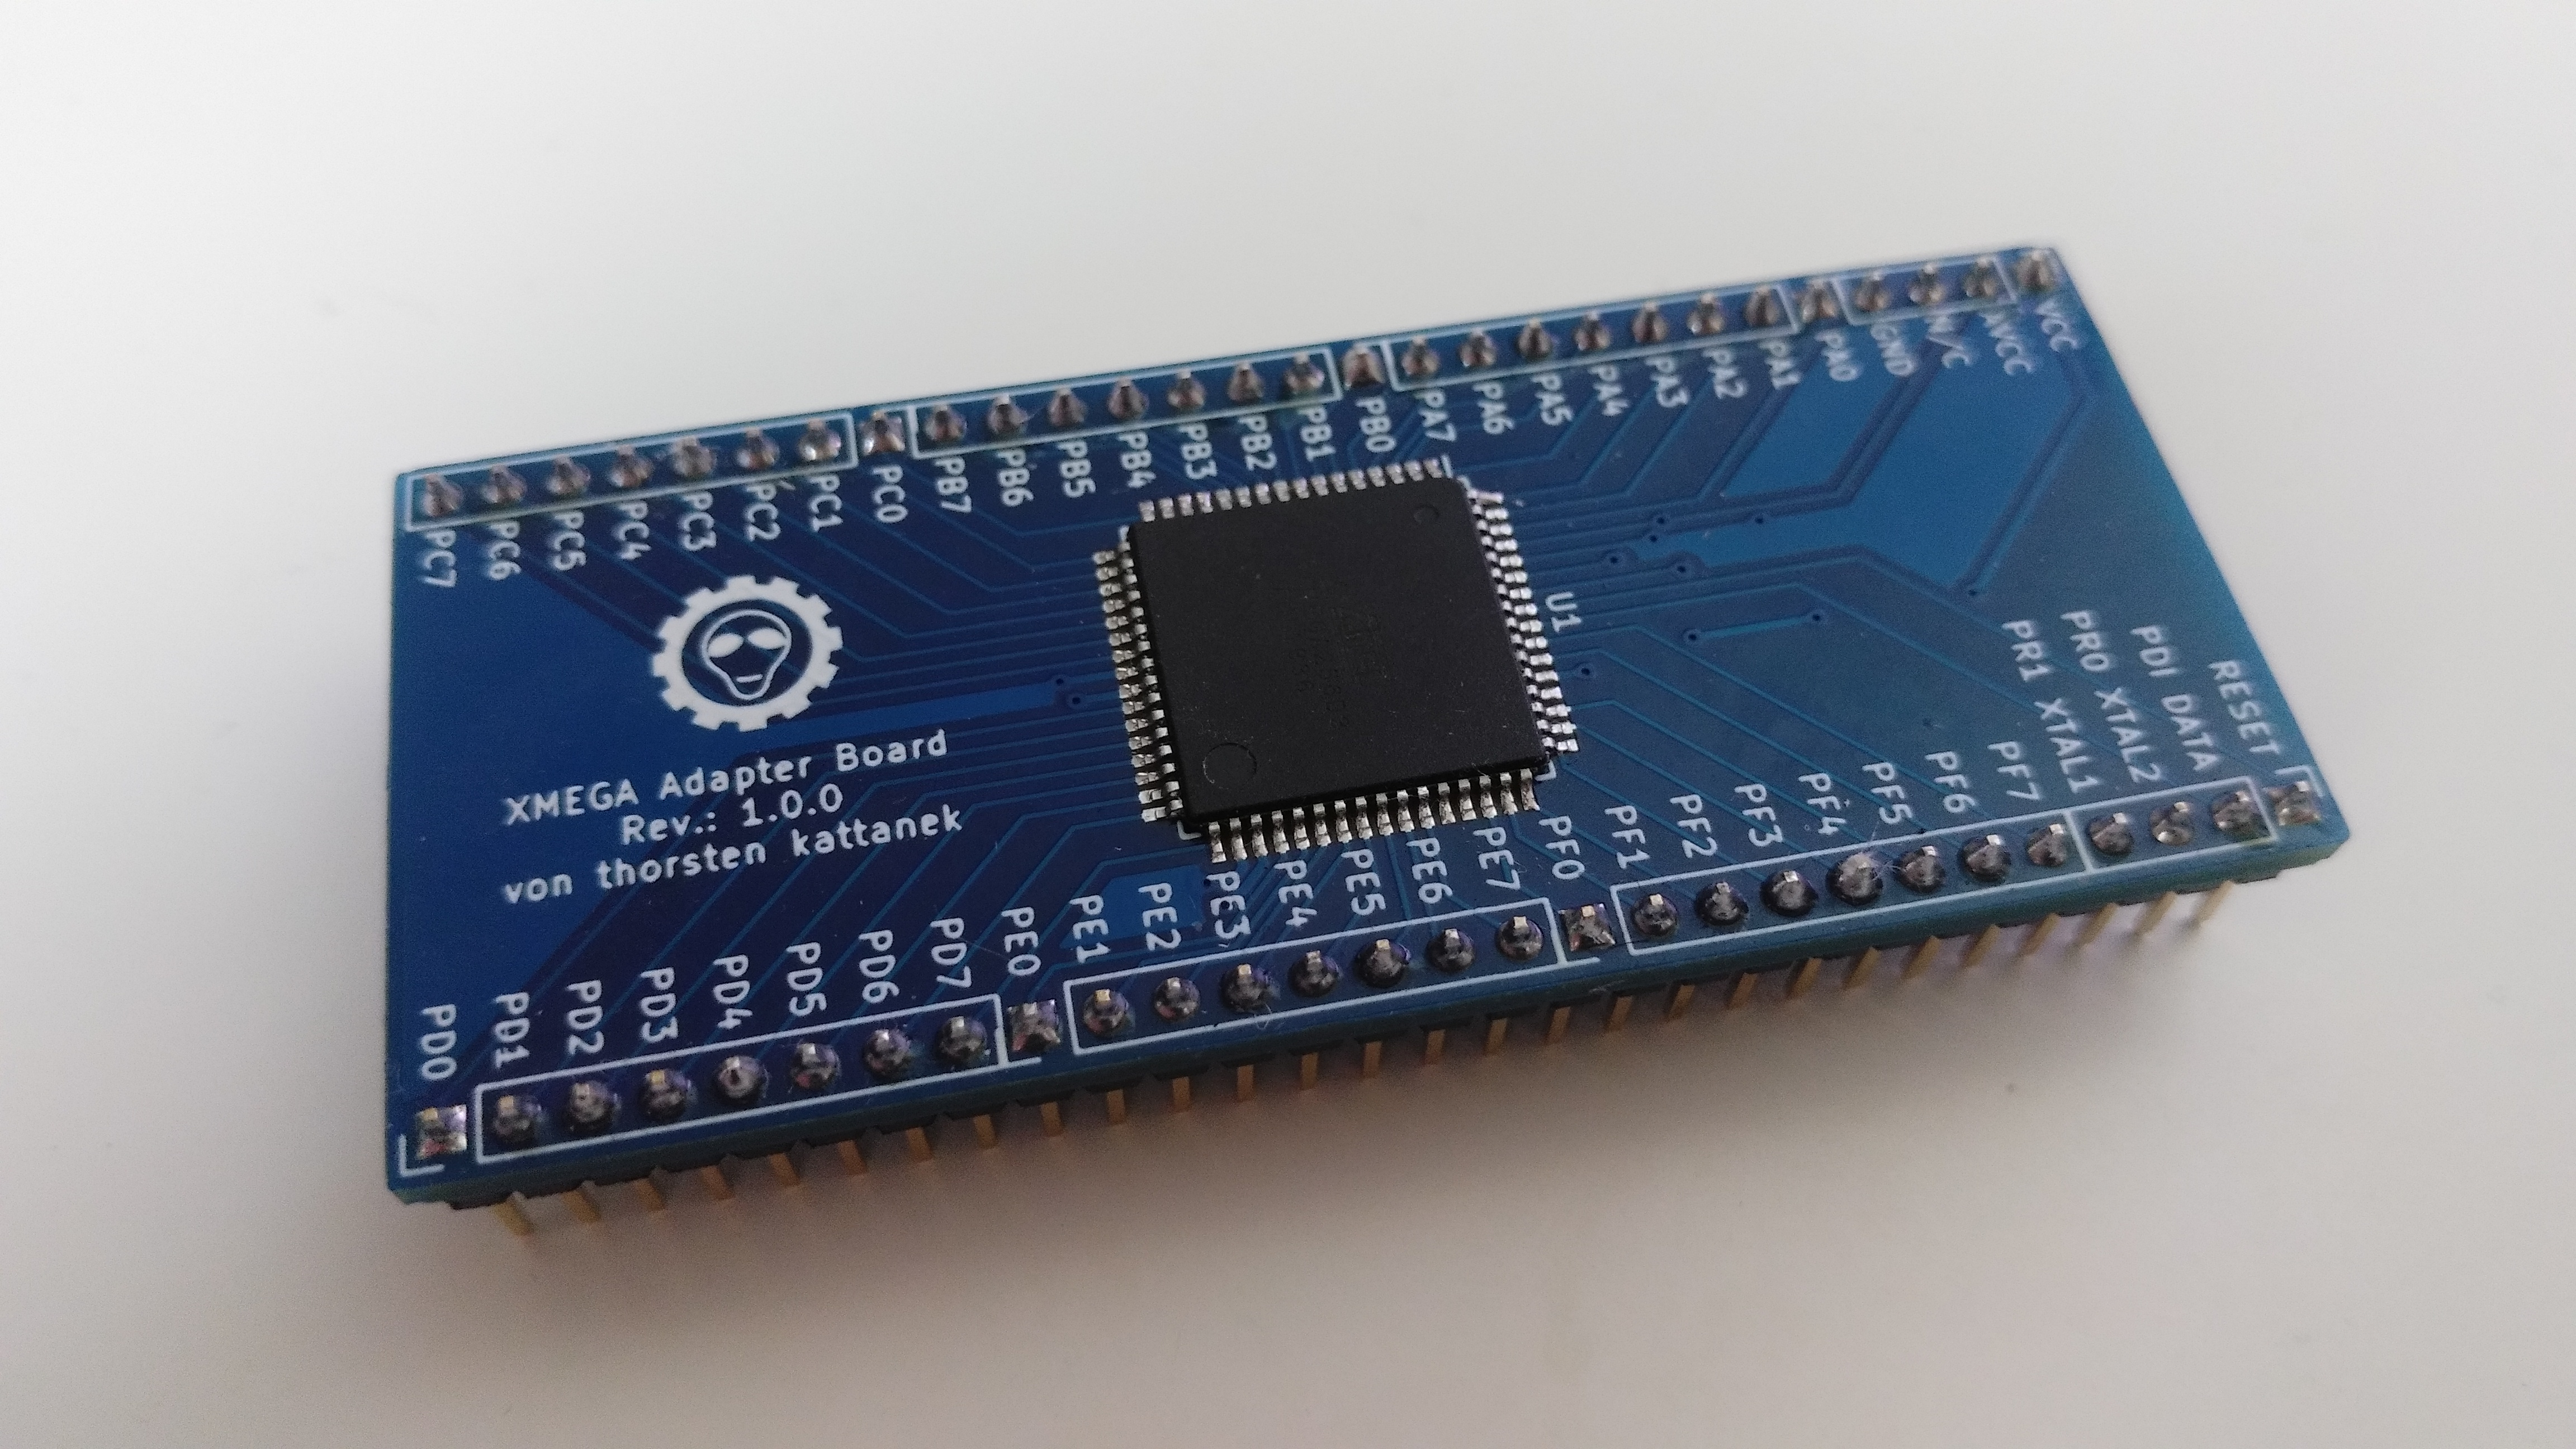 PC7 PC6 PC5 PC4 PC3 PC2 PC1 PC0 PB7 PB6 PB5 PB4 PB3 PB2 PB1 PB0 PA7 PA6 PA5 PA4 PA3 PA2 PA1 PA0 GND N/C AVCC VCC
U1
XMEGA Adapter Board
Rev.: 1.0.0
von thorsten kattanek
PD0 PD1 PD2 PD3 PD4 PD5 PD6 PD7 PE0 PE1 PE2 PE3 PE4 PE5 PE6 PE7 PF0 PF1 PF2 PF3 PF4 PF5 PF6 PF7 PR1 XTAL1 PR0 XTAL2 PDI DATA RESET